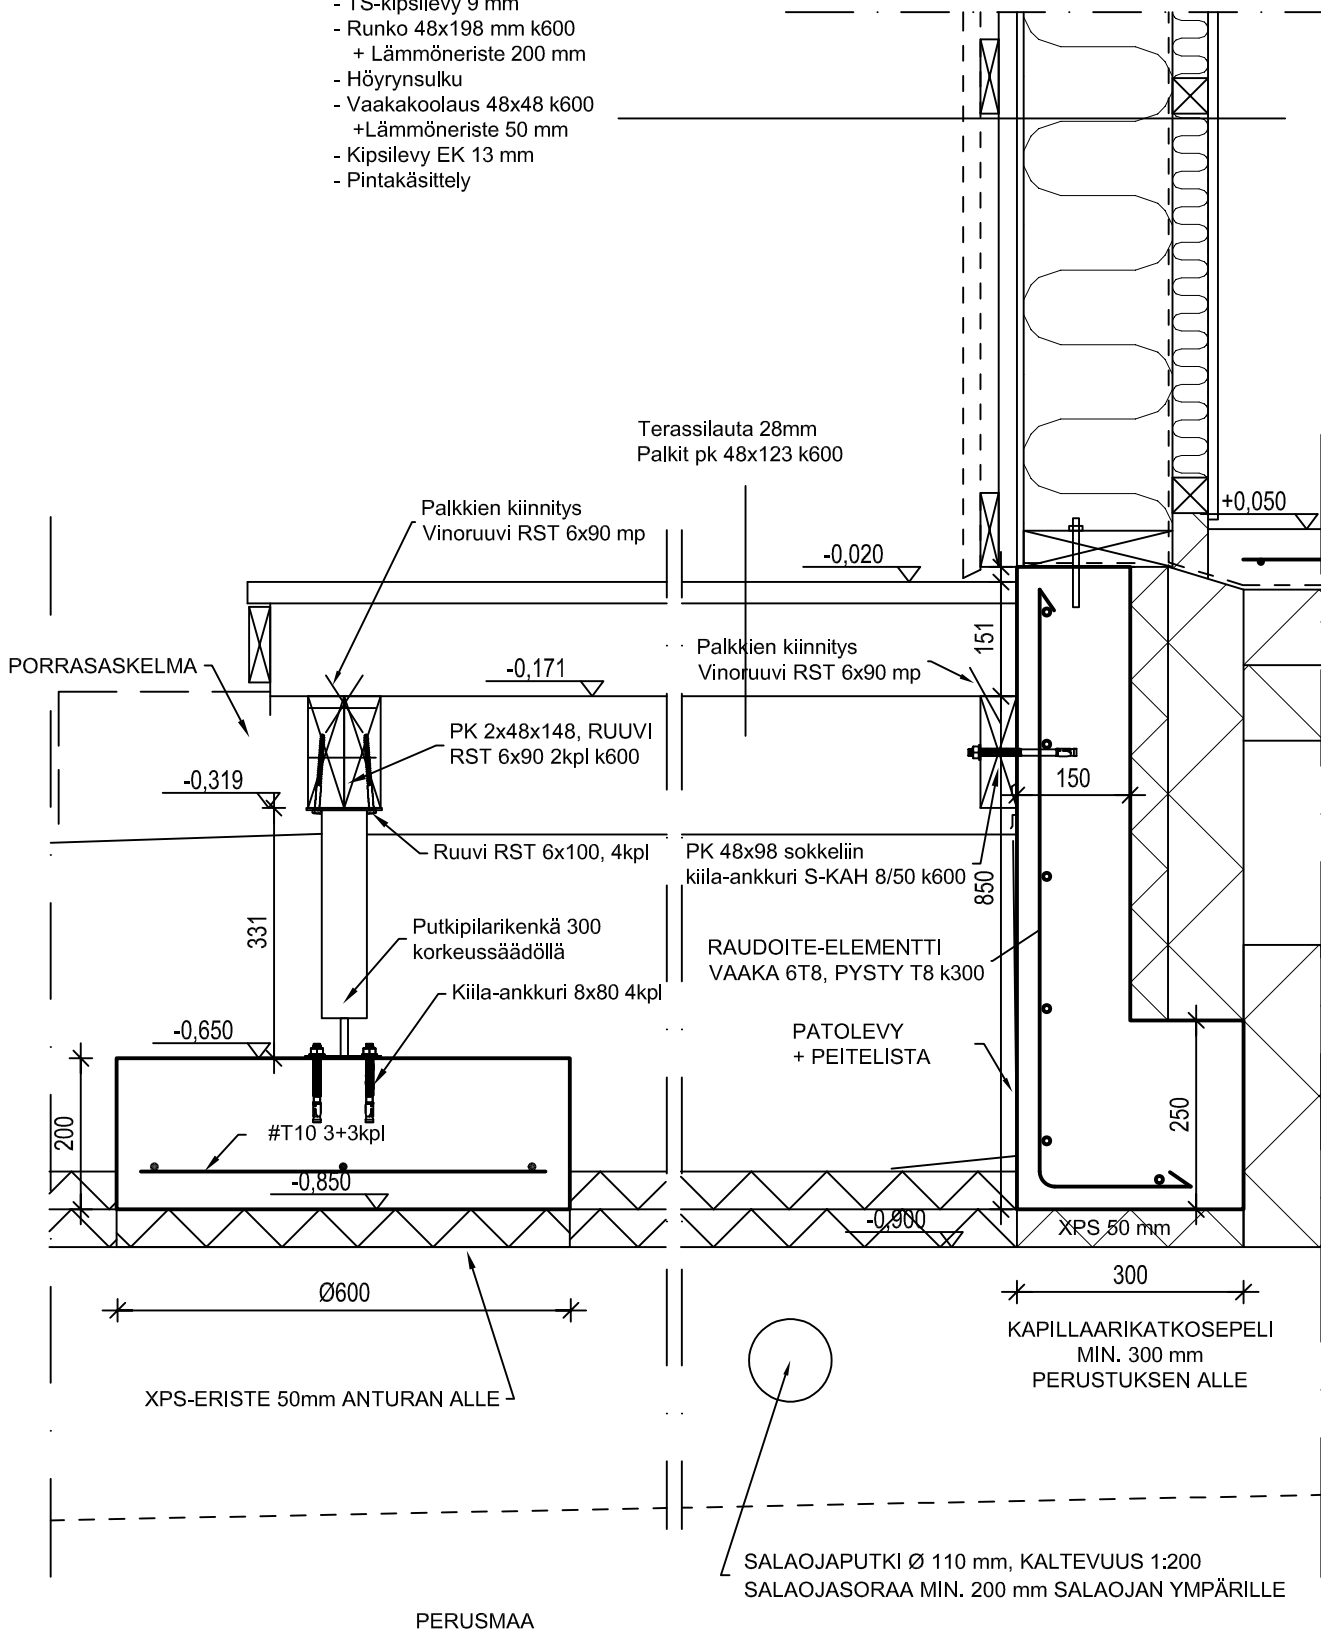 - TS-kipsilevy 9 mm
- Runko 48x198 mm k600
+ Lämmöneriste 200 mm
- Höyrynsulku
- Vaakakoolaus 48x48 k600
+Lämmöneriste 50 mm
- Kipsilevy EK 13 mm
- Pintakäsittely
Terassilauta 28mm
Palkit pk 48x123 k600
Palkkien kiinnitys
Vinoruuvi RST 6x90 mp
+0,050
-0,020
PORRASASKELMA
-0,171
151
Palkkien kiinnitys
Vinoruuvi RST 6x90 mp
PK 2x48x148, RUUVI
RST 6x90 2kpl k600
-0,319
150
Ruuvi RST 6x100, 4kpl
PK 48x98 sokkeliin
kiila-ankkuri S-KAH 8/50 k600
850
331
Putkipilarikenkä 300
korkeussäädöllä
RAUDOITE-ELEMENTTI
VAAKA 6T8, PYSTY T8 k300
Kiila-ankkuri 8x80 4kpl
-0,650
PATOLEVY
+ PEITELISTA
200
#T10 3+3kpl
250
-0,850
-0,900
XPS 50 mm
Ø600
300
KAPILLAARIKATKOSEPELI
MIN. 300 mm
PERUSTUKSEN ALLE
XPS-ERISTE 50mm ANTURAN ALLE
SALAOJAPUTKI Ø 110 mm, KALTEVUUS 1:200
SALAOJASORAA MIN. 200 mm SALAOJAN YMPÄRILLE
PERUSMAA